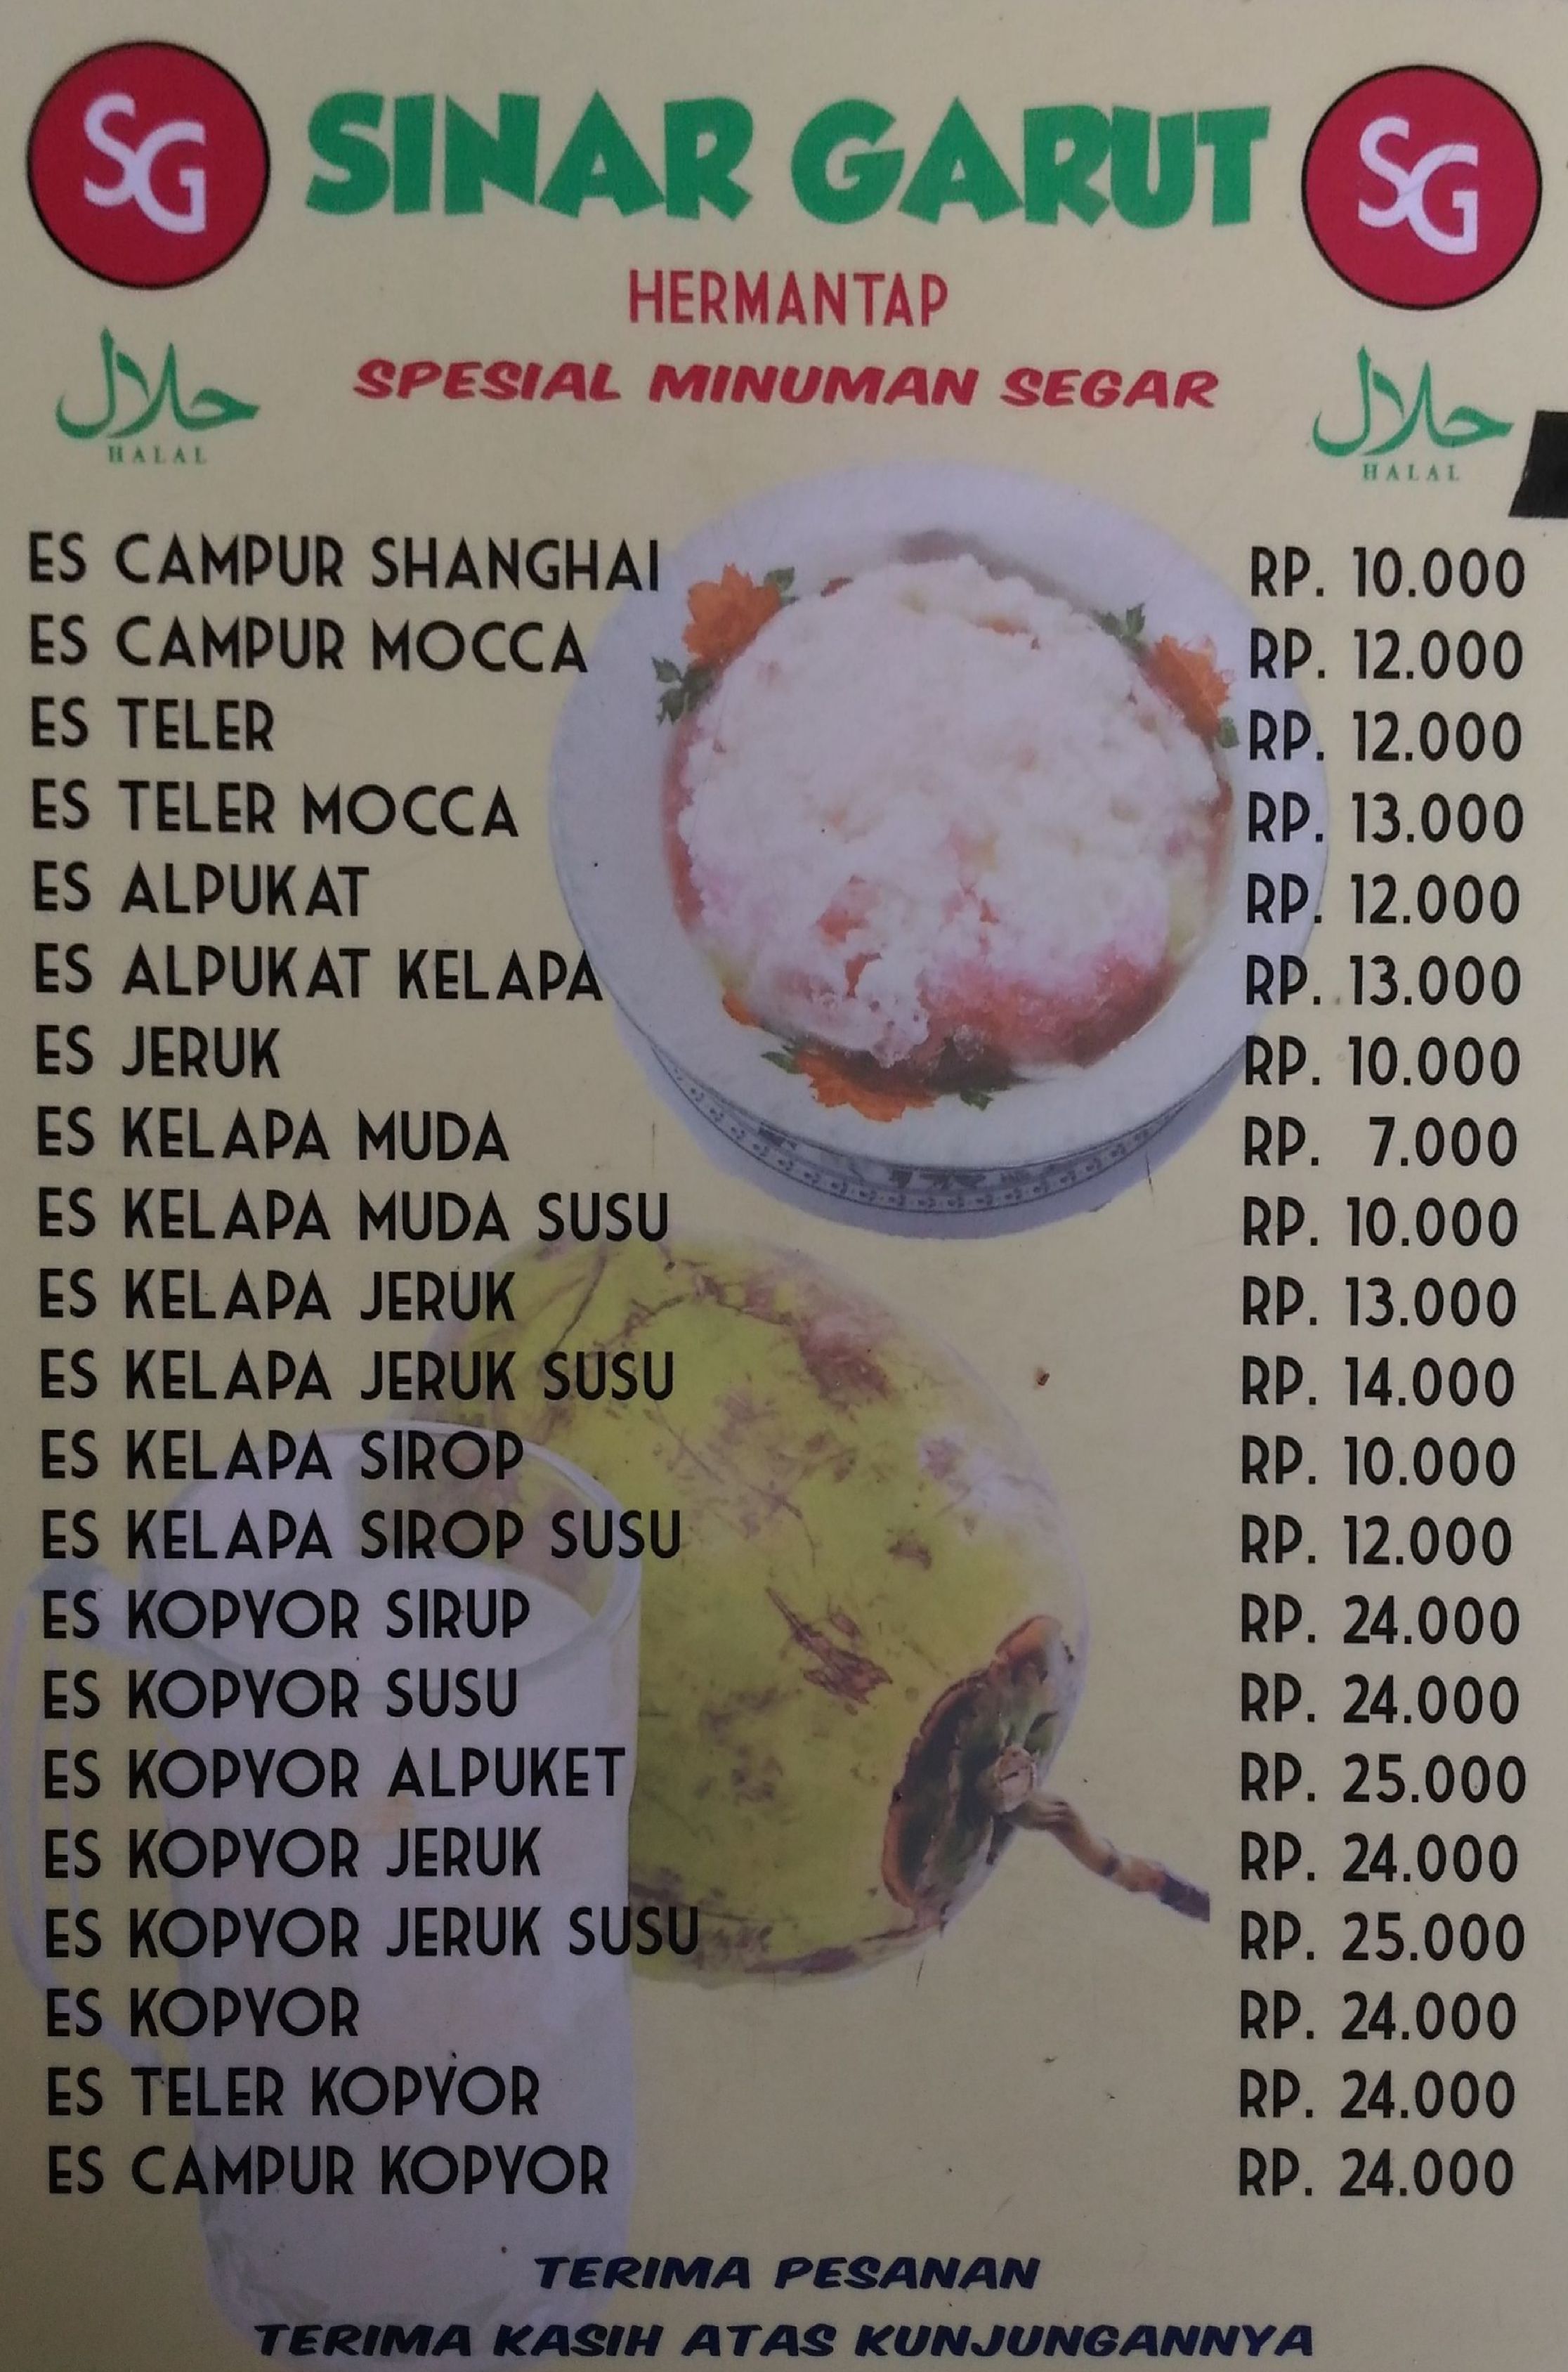 SG SINAR GARUT SG
HERMANTAP
SPESIAL MINUMAN SEGAR
حلال حلال
HALAL HALAL
ES CAMPUR SHANGHAI RP. 10.000
ES CAMPUR MOCCA RP. 12.000
ES TELER RP. 12.000
ES TELER MOCCA RP. 13.000
ES ALPUKAT RP. 12.000
ES ALPUKAT KELAPA RP. 13.000
ES JERUK RP. 10.000
ES KELAPA MUDA RP. 7.000
ES KELAPA MUDA SUSU RP. 10.000
ES KELAPA JERUK RP. 13.000
ES KELAPA JERUK SUSU RP. 14.000
ES KELAPA SIROP RP. 10.000
ES KELAPA SIROP SUSU RP. 12.000
ES KOPYOR SIRUP RP. 24.000
ES KOPYOR SUSU RP. 24.000
ES KOPYOR ALPUKET RP. 25.000
ES KOPYOR JERUK RP. 24.000
ES KOPYOR JERUK SUSU RP. 25.000
ES KOPYOR RP. 24.000
ES TELER KOPYOR RP. 24.000
ES CAMPUR KOPYOR RP. 24.000
TERIMA PESANAN
TERIMA KASIH ATAS KUNJUNGANNYA